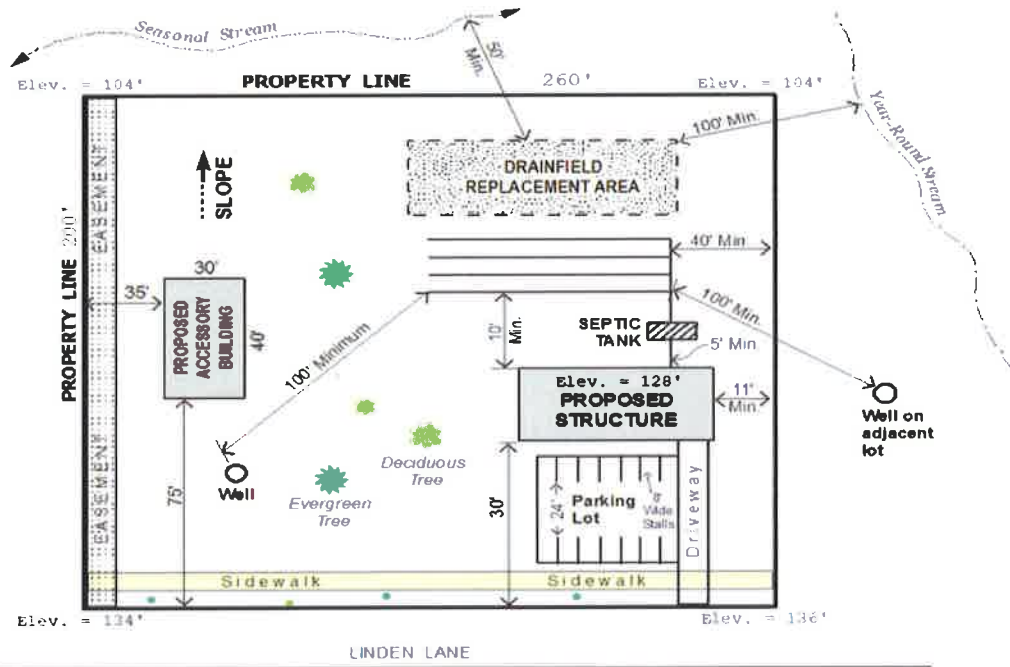 Seasonal Stream
50'
Min.
Elev. = 104'
PROPERTY LINE
260'
Elev. = 104'
100' Min.
Year-Round Stream
EASEMENT
SLOPE
DRAINFIELD
REPLACEMENT AREA
PROPERTY LINE 200'
40' Min.
30'
35'
PROPOSED
ACCESSORY
BUILDING
40'
100' Minimum
10'
Min.
SEPTIC
TANK
100' Min.
5' Min.
Elev. = 128'
PROPOSED
STRUCTURE
11'
Min.
Well on
adjacent
lot
EASEMENT
75'
Well
Deciduous
Tree
Evergreen
Tree
30'
24'
Parking
Lot
8'
Wide
Stalls
Driveway
Sidewalk
Sidewalk
Elev. = 134'
Elev. = 136'
LINDEN LANE